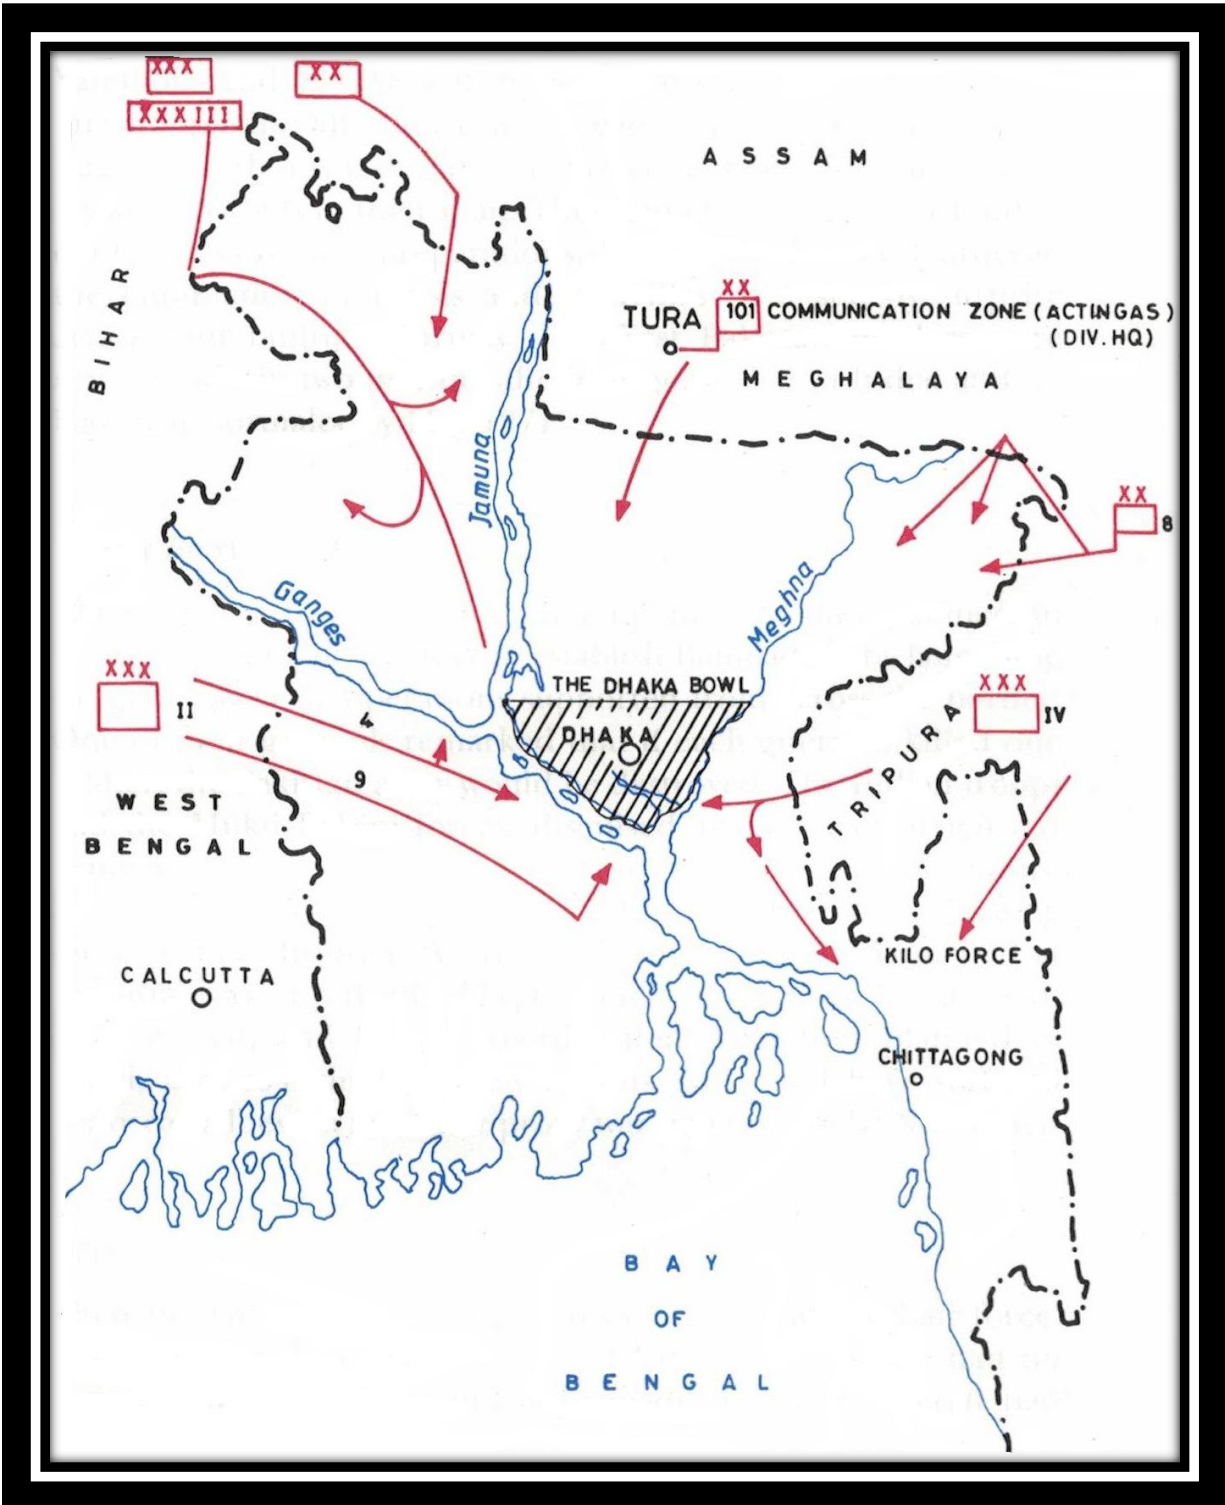 XXX
XXXIII
XX
ASSAM
BIHAR
XX
TURA
101 COMMUNICATION ZONE (ACTINGAS)
(DIV. HQ)
MEGHALAYA
Jamuna
XX
8
Ganges
Meghna
XXX
II
4
9
THE DHAKA BOWL
DHAKA
XXX
IV
TRIPURA
WEST
BENGAL
KILO FORCE
CALCUTTA
CHITTAGONG
BAY
OF
BENGAL